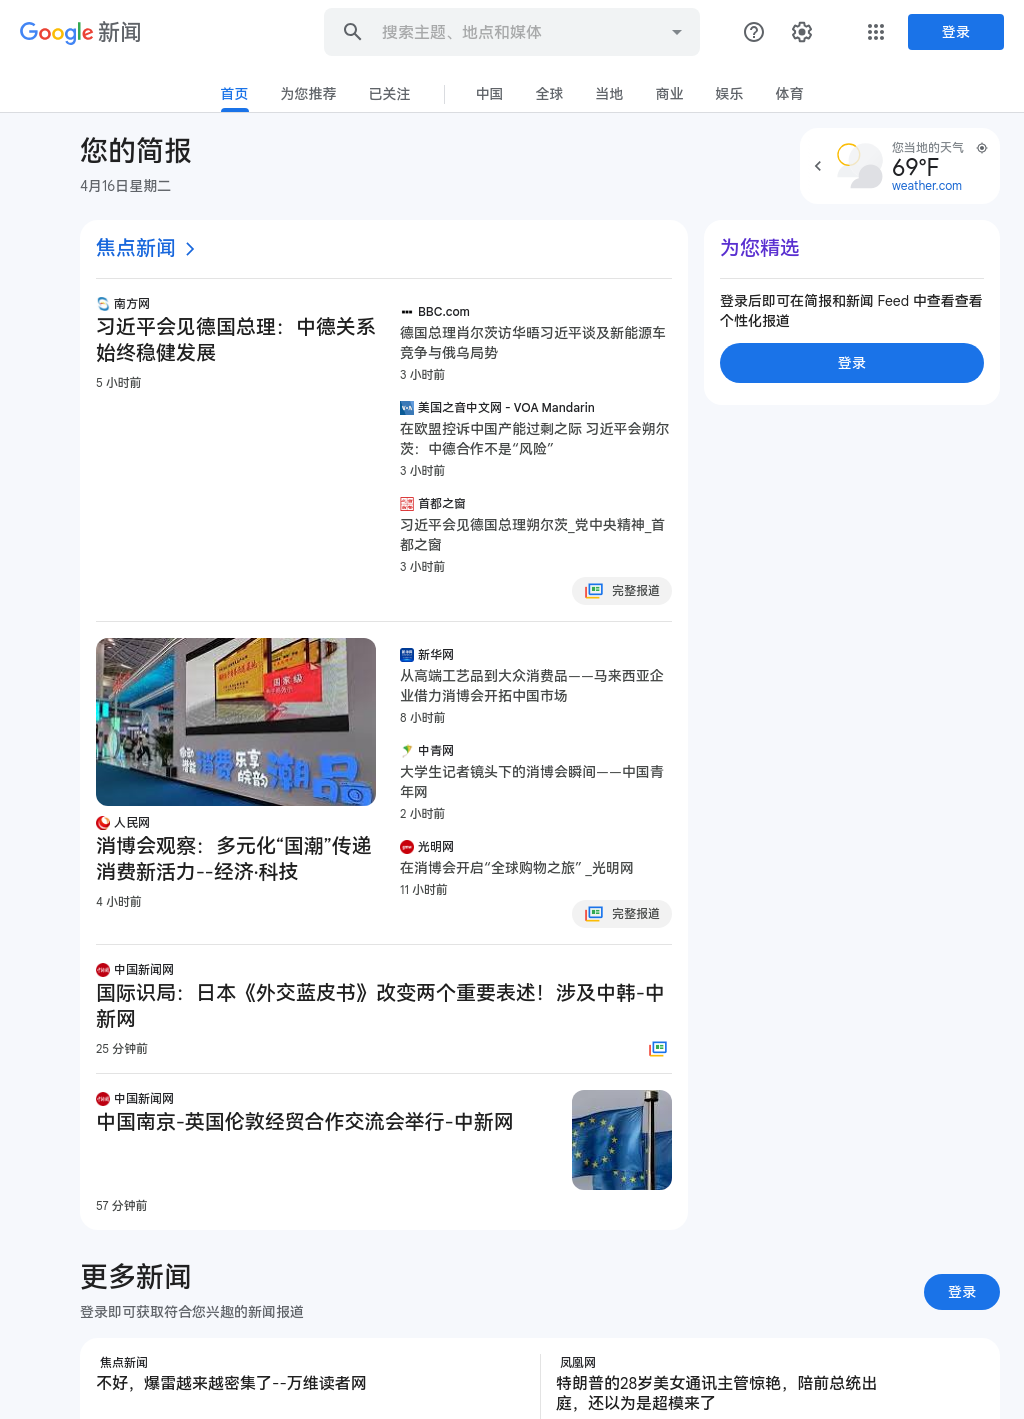 Google 新闻
搜索主题、地点和媒体
登录
首页
为您推荐
已关注
中国
全球
当地
商业
娱乐
体育
您的简报
4月16日星期二
您当地的天气
69°F
weather.com
焦点新闻
南方网
习近平会见德国总理：中德关系
始终稳健发展
5 小时前
BBC.com
德国总理肖尔茨访华晤习近平谈及新能源车
竞争与俄乌局势
3 小时前
美国之音中文网 - VOA Mandarin
在欧盟控诉中国产能过剩之际 习近平会朔尔
茨：中德合作不是“风险”
3 小时前
首都之窗
习近平会见德国总理朔尔茨_党中央精神_首
都之窗
3 小时前
完整报道
为您精选
登录后即可在简报和新闻 Feed 中查看查看
个性化报道
登录
国家级
消费
乐享
皖韵
潮品
人民网
消博会观察：多元化“国潮”传递
消费新活力--经济·科技
4 小时前
新华网
从高端工艺品到大众消费品——马来西亚企
业借力消博会开拓中国市场
8 小时前
中青网
大学生记者镜头下的消博会瞬间——中国青
年网
2 小时前
光明网
在消博会开启“全球购物之旅” _光明网
11 小时前
完整报道
中国新闻网
国际识局：日本《外交蓝皮书》改变两个重要表述！涉及中韩-中
新网
25 分钟前
中国新闻网
中国南京-英国伦敦经贸合作交流会举行-中新网
57 分钟前
更多新闻
登录即可获取符合您兴趣的新闻报道
登录
焦点新闻
不好，爆雷越来越密集了--万维读者网
凤凰网
特朗普的28岁美女通讯主管惊艳，陪前总统出
庭，还以为是超模来了